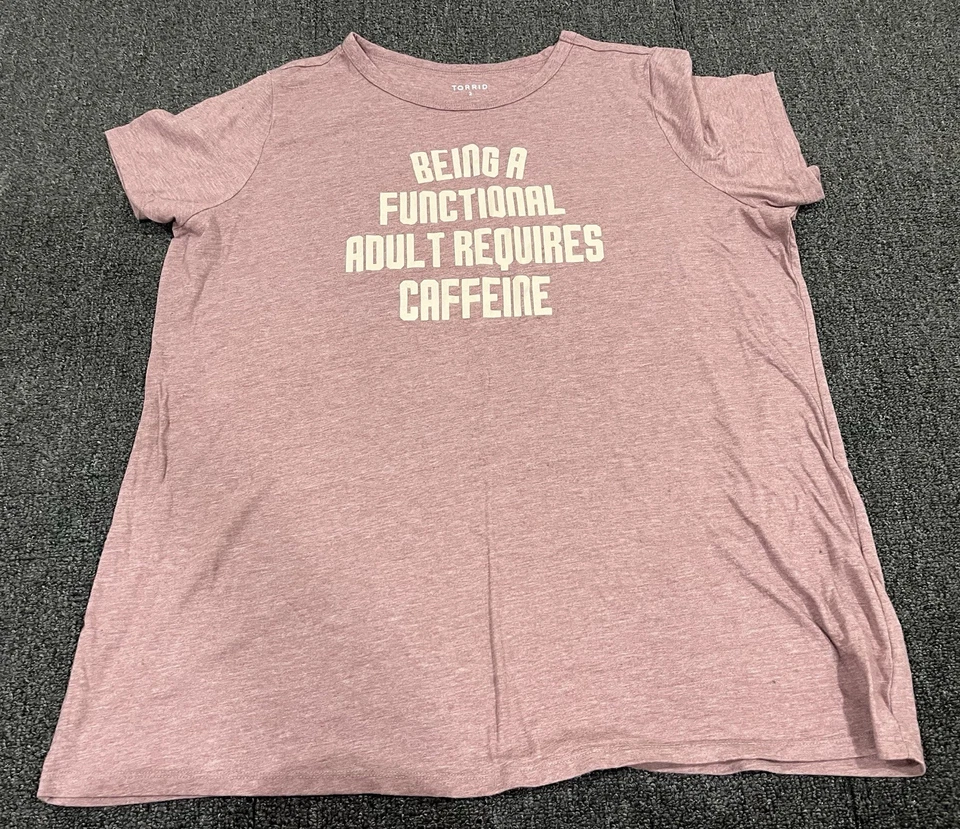 TORRID
BEING A
FUNCTIONAL
ADULT REQUIRES
CAFFEINE